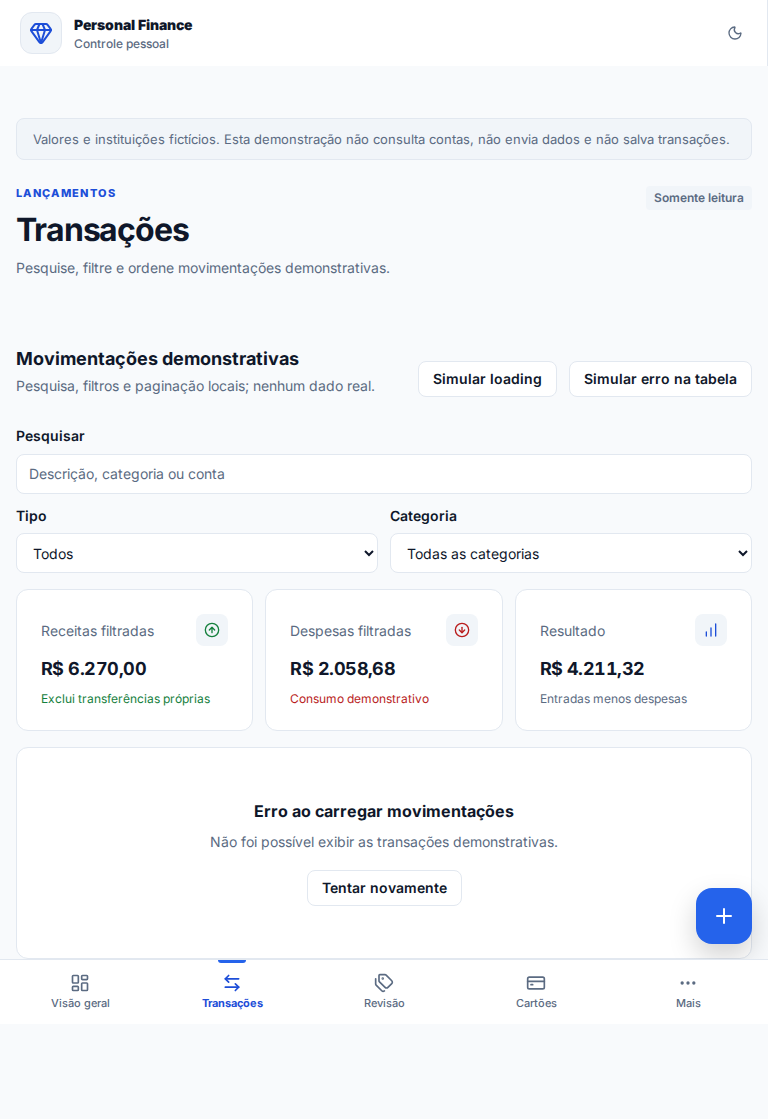 Personal Finance
Controle pessoal
Valores e instituições fictícios. Esta demonstração não consulta contas, não envia dados e não salva transações.
LANÇAMENTOS
Somente leitura
Transações
Pesquise, filtre e ordene movimentações demonstrativas.
Movimentações demonstrativas
Pesquisa, filtros e paginação locais; nenhum dado real.
Simular loading
Simular erro na tabela
Pesquisar
Descrição, categoria ou conta
Tipo
Categoria
Todos
Todas as categorias
Receitas filtradas
R$ 6.270,00
Exclui transferências próprias
Despesas filtradas
R$ 2.058,68
Consumo demonstrativo
Resultado
R$ 4.211,32
Entradas menos despesas
Erro ao carregar movimentações
Não foi possível exibir as transações demonstrativas.
Tentar novamente
Visão geral
Transações
Revisão
Cartões
Mais